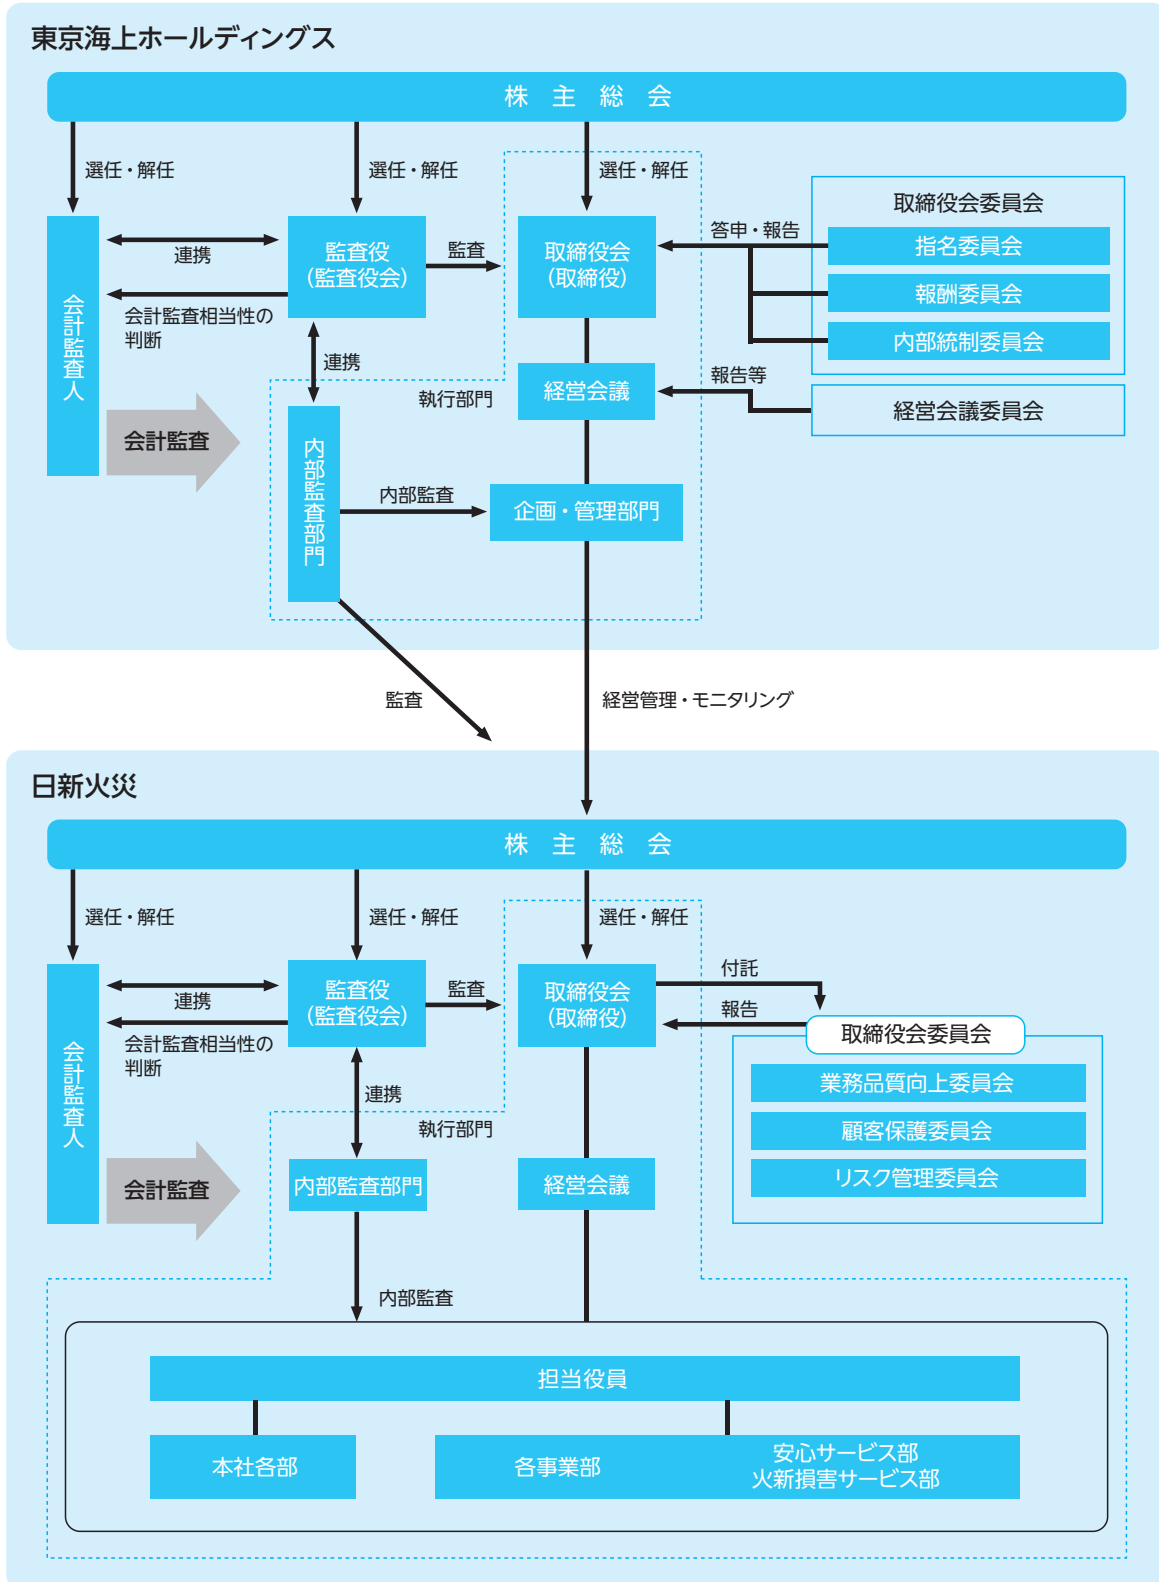 東京海上ホールディングス
株 主 総 会
選任・解任
選任・解任
選任・解任
取締役会委員会
指名委員会
報酬委員会
内部統制委員会
答申・報告
会計監査人
連携
監査役
(監査役会)
監査
取締役会
(取締役)
会計監査相当性の
判断
連携
執行部門
経営会議
報告等
経営会議委員会
会計監査
内部監査部門
内部監査
企画・管理部門
監査
経営管理・モニタリング
日新火災
株 主 総 会
選任・解任
選任・解任
選任・解任
会計監査人
連携
監査役
(監査役会)
監査
取締役会
(取締役)
付託
報告
取締役会委員会
業務品質向上委員会
顧客保護委員会
リスク管理委員会
会計監査相当性の
判断
連携
執行部門
会計監査
内部監査部門
経営会議
内部監査
担当役員
本社各部
各事業部
安心サービス部
火新損害サービス部